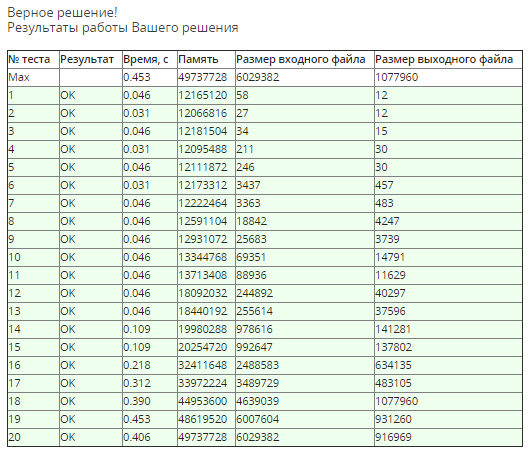 Верное решение!
Результаты работы Вашего решения
№ теста Результат Время, с Память Размер входного файла Размер выходного файла
Max 0.453 49737728 6029382 1077960
1 OK 0.046 12165120 58 12
2 OK 0.031 12066816 27 12
3 OK 0.046 12181504 34 15
4 OK 0.031 12095488 211 30
5 OK 0.046 12111872 246 30
6 OK 0.031 12173312 3437 457
7 OK 0.046 12222464 3363 483
8 OK 0.046 12591104 18842 4247
9 OK 0.046 12931072 25683 3739
10 OK 0.046 13344768 69351 14791
11 OK 0.046 13713408 88936 11629
12 OK 0.046 18092032 244892 40297
13 OK 0.046 18440192 255614 37596
14 OK 0.109 19980288 978616 141281
15 OK 0.109 20254720 992647 137802
16 OK 0.218 32411648 2488583 634135
17 OK 0.312 33972224 3489729 483105
18 OK 0.390 44953600 4639039 1077960
19 OK 0.453 48619520 6007604 931260
20 OK 0.406 49737728 6029382 916969